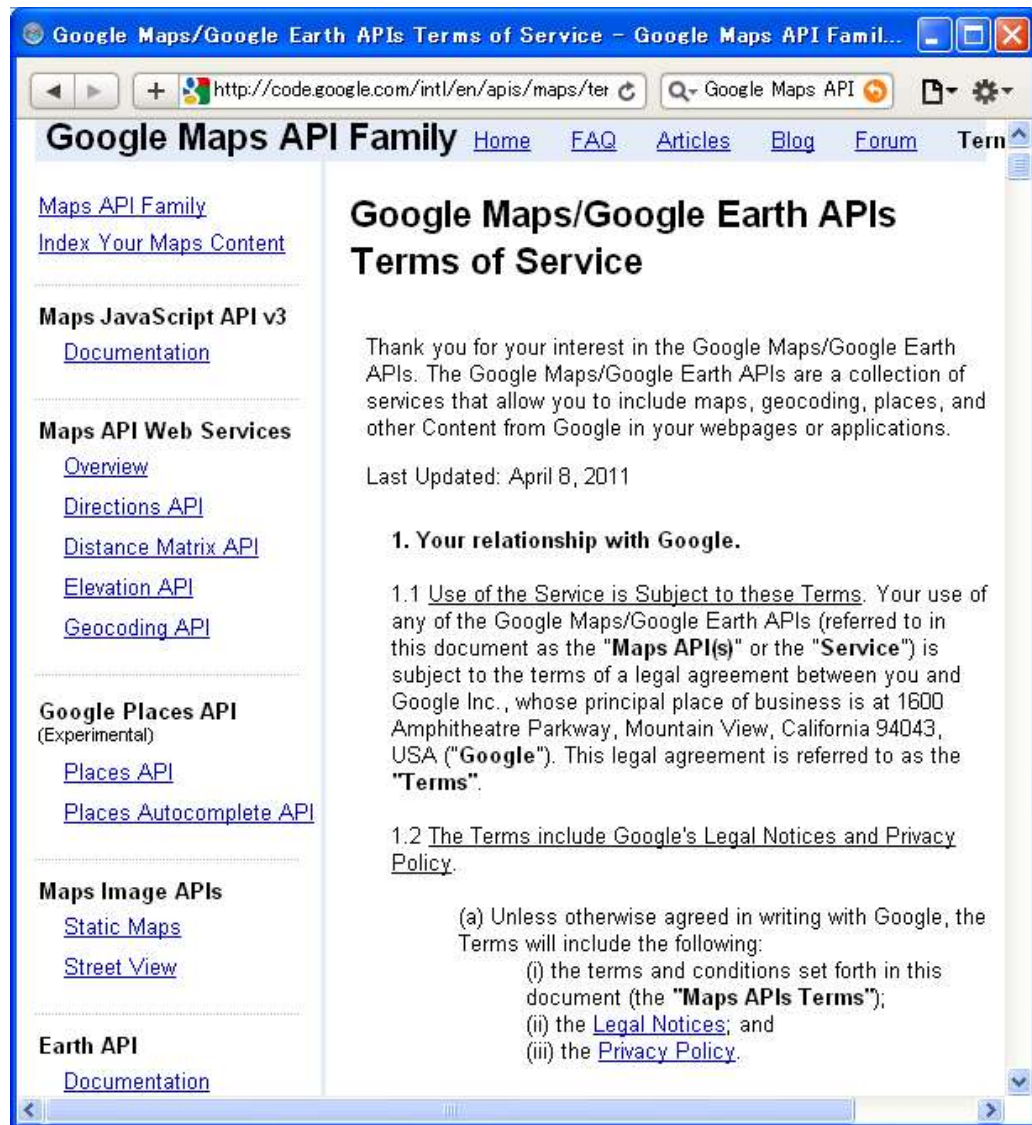 Google Maps/Google Earth APIs Terms of Service - Google Maps API Famil...
http://code.google.com/intl/en/apis/maps/ter
Google Maps API
Google Maps API Family Home FAQ Articles Blog Forum Tern
Maps API Family
Index Your Maps Content
Maps JavaScript API v3
Documentation
Maps API Web Services
Overview
Directions API
Distance Matrix API
Elevation API
Geocoding API
Google Places API
(Experimental)
Places API
Places Autocomplete API
Maps Image APIs
Static Maps
Street View
Earth API
Documentation
Google Maps/Google Earth APIs
Terms of Service
Thank you for your interest in the Google Maps/Google Earth
APIs. The Google Maps/Google Earth APIs are a collection of
services that allow you to include maps, geocoding, places, and
other Content from Google in your webpages or applications.
Last Updated: April 8, 2011
1. Your relationship with Google.
1.1 Use of the Service is Subject to these Terms. Your use of
any of the Google Maps/Google Earth APIs (referred to in
this document as the "Maps API(s)" or the "Service") is
subject to the terms of a legal agreement between you and
Google Inc., whose principal place of business is at 1600
Amphitheatre Parkway, Mountain View, California 94043,
USA ("Google"). This legal agreement is referred to as the
"Terms".
1.2 The Terms include Google's Legal Notices and Privacy
Policy.
(a) Unless otherwise agreed in writing with Google, the
Terms will include the following:
(i) the terms and conditions set forth in this
document (the "Maps APIs Terms");
(ii) the Legal Notices; and
(iii) the Privacy Policy.